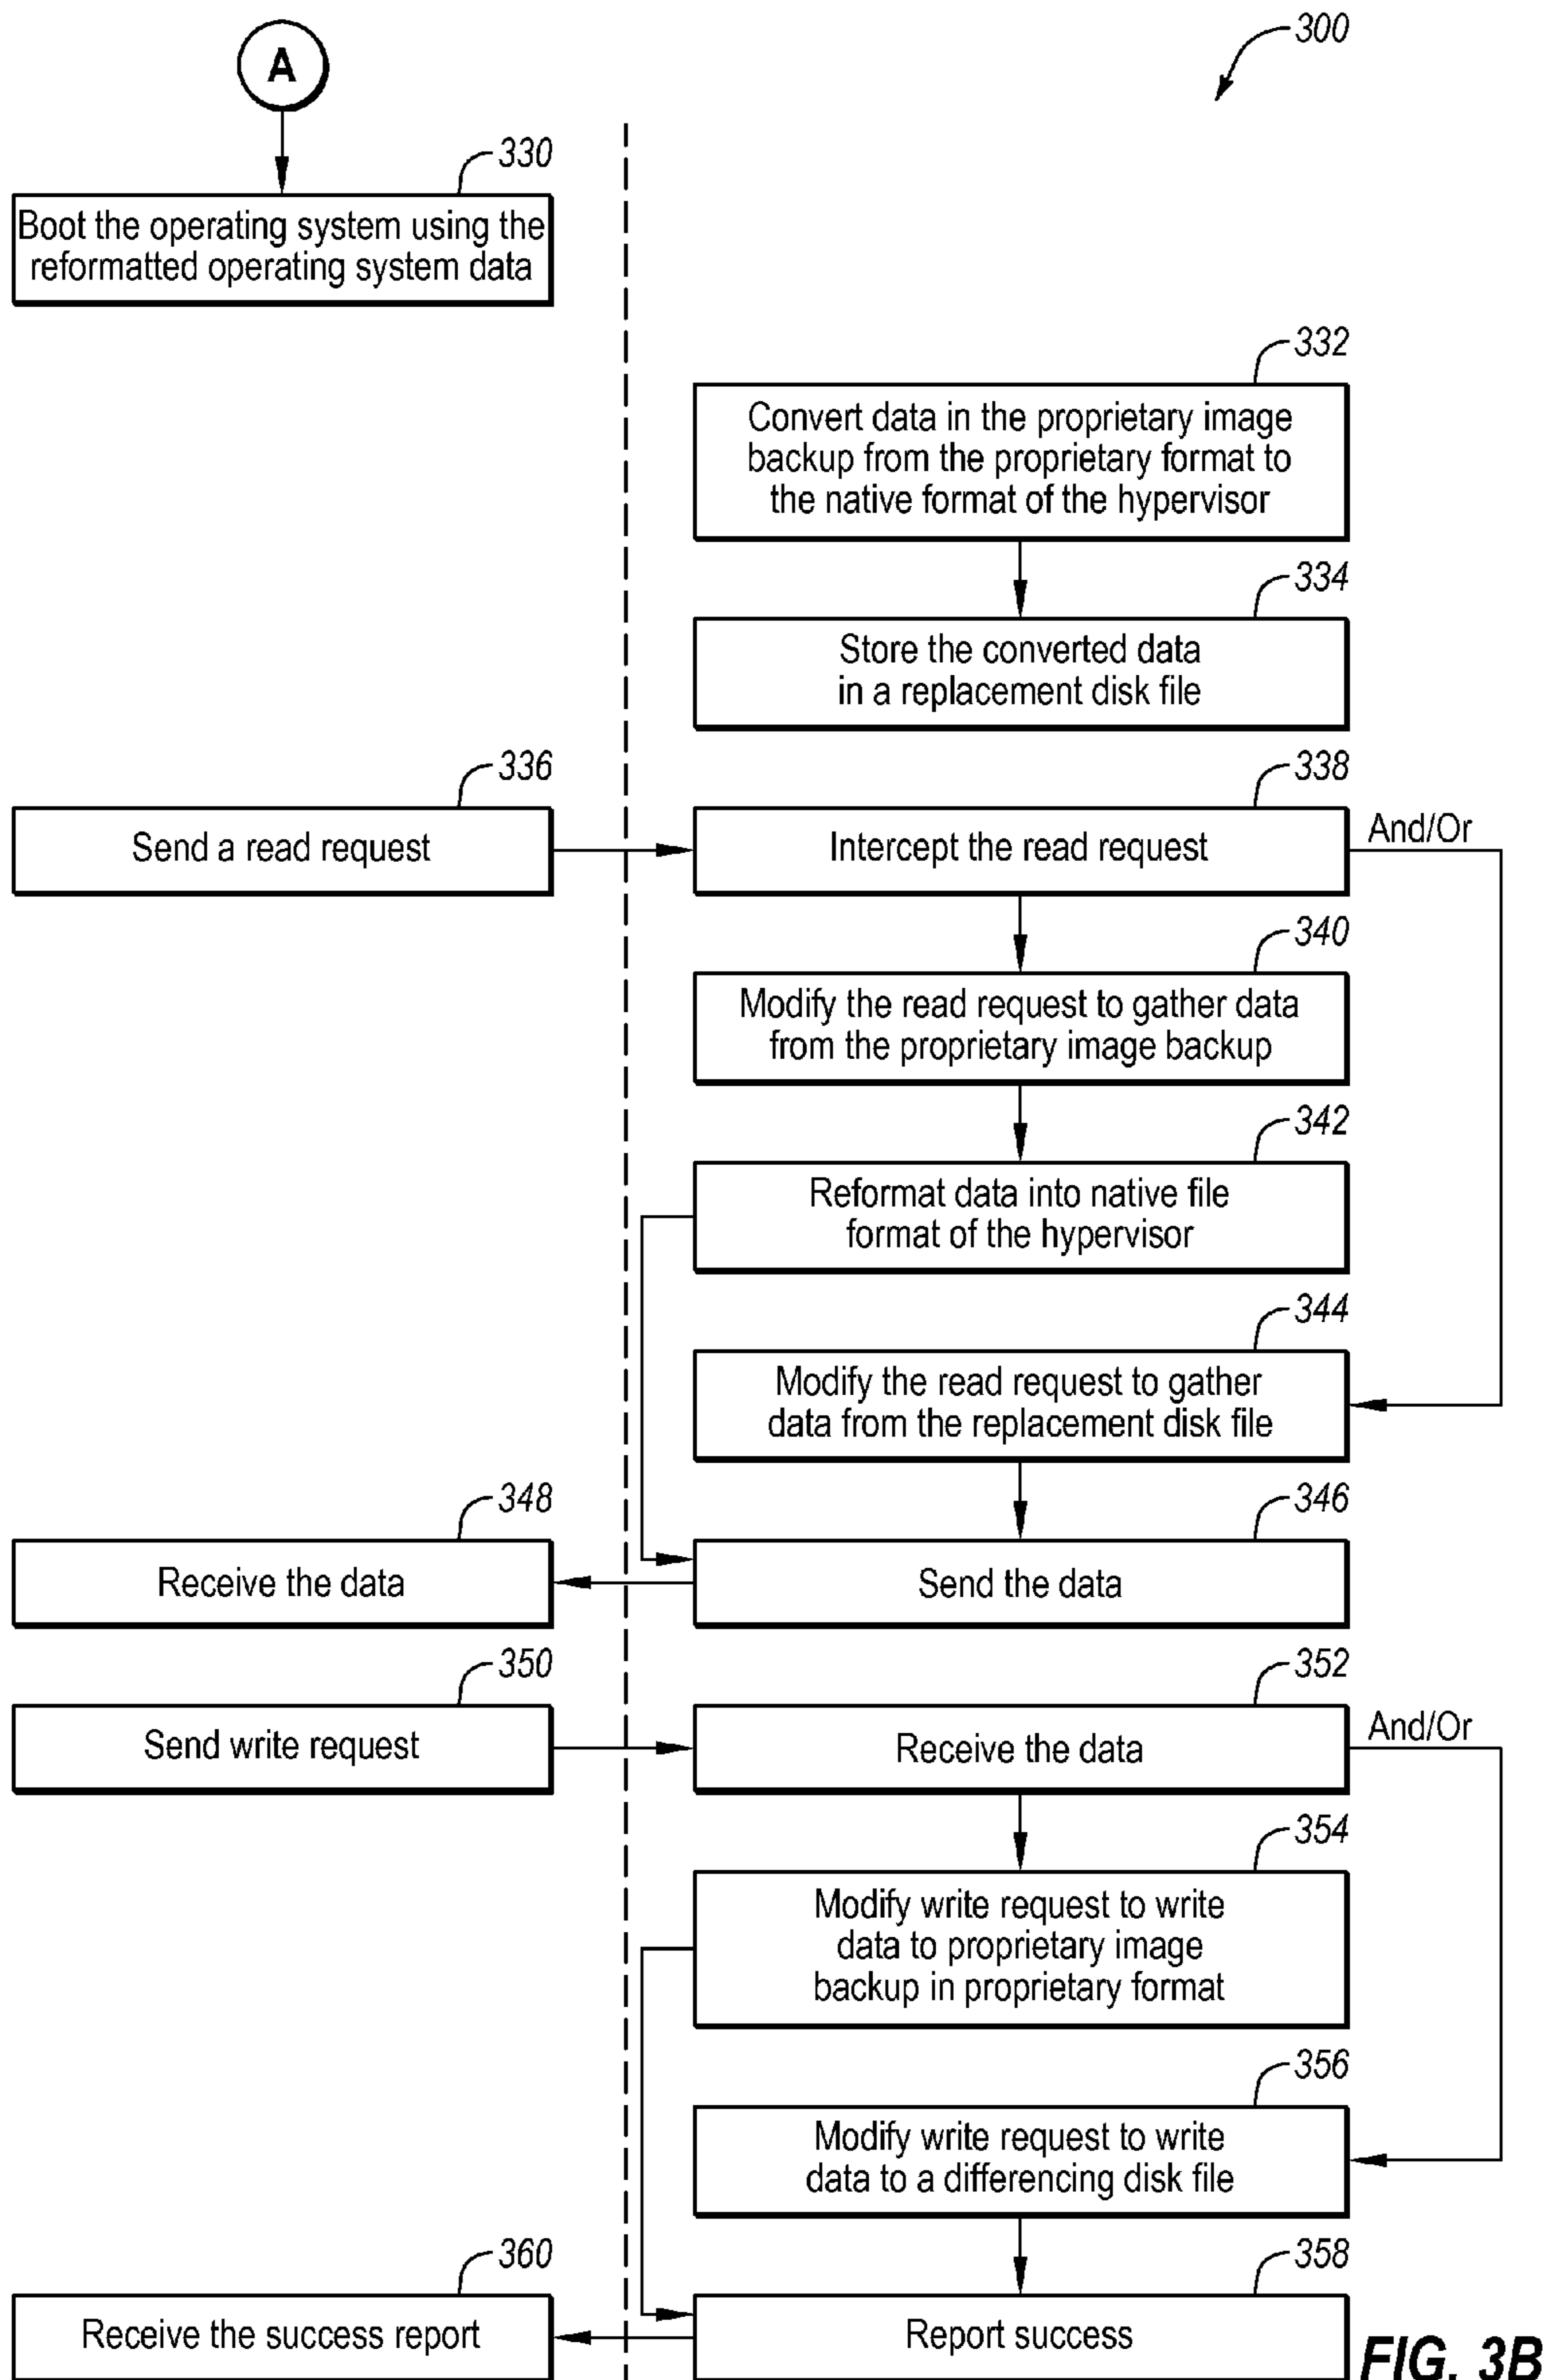 300
A
330
Boot the operating system using the
reformatted operating system data
332
Convert data in the proprietary image
backup from the proprietary format to
the native format of the hypervisor
334
Store the converted data
in a replacement disk file
336
Send a read request
338
Intercept the read request
And/Or
340
Modify the read request to gather data
from the proprietary image backup
342
Reformat data into native file
format of the hypervisor
344
Modify the read request to gather
data from the replacement disk file
348
Receive the data
346
Send the data
350
Send write request
352
Receive the data
And/Or
354
Modify write request to write
data to proprietary image
backup in proprietary format
356
Modify write request to write
data to a differencing disk file
360
Receive the success report
358
Report success
FIG. 3B